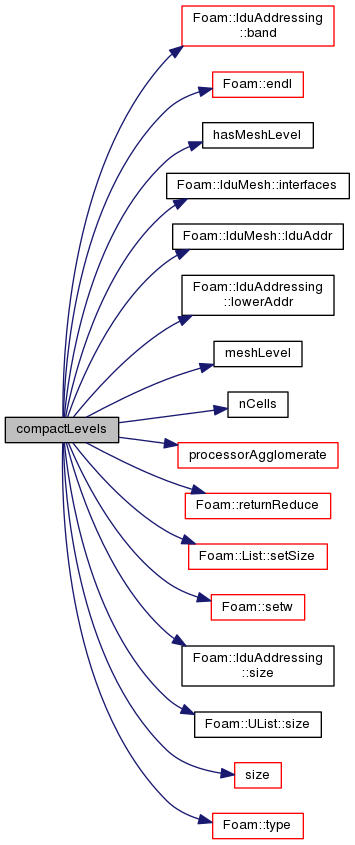 Foam::lduAddressing
::band
Foam::endl
hasMeshLevel
Foam::lduMesh::interfaces
Foam::lduMesh::lduAddr
Foam::lduAddressing
::lowerAddr
meshLevel
nCells
compactLevels
processorAgglomerate
Foam::returnReduce
Foam::List::setSize
Foam::setw
Foam::lduAddressing
::size
Foam::UList::size
size
Foam::type